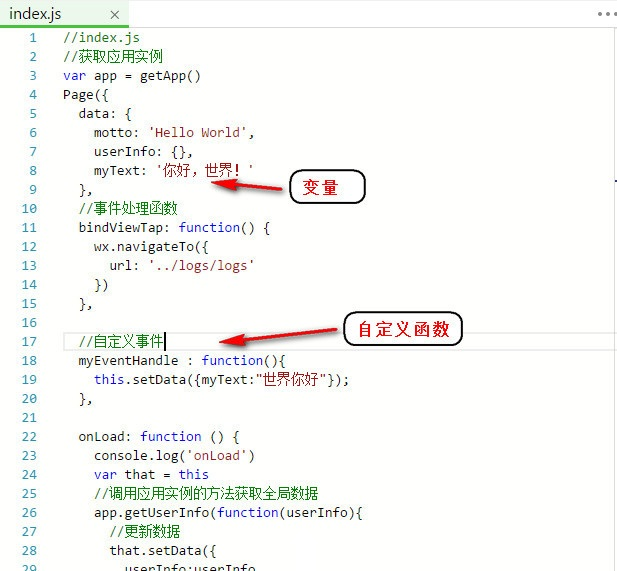 index.js
1 //index.js
2 //获取应用实例
3 var app = getApp()
4 Page({
5 data: {
6 motto: 'Hello World',
7 userInfo: {},
8 myText: '你好，世界！'
变量
9 },
10 //事件处理函数
11 bindViewTap: function() {
12 wx.navigateTo({
13 url: '../logs/logs'
14 })
15 },
16
自定义函数
17 //自定义事件
18 myEventHandle : function(){
19 this.setData({myText:"世界你好"});
20 },
21
22 onLoad: function () {
23 console.log('onLoad')
24 var that = this
25 //调用应用实例的方法获取全局数据
26 app.getUserInfo(function(userInfo){
27 //更新数据
28 that.setData({
29 userInfo:userInfo